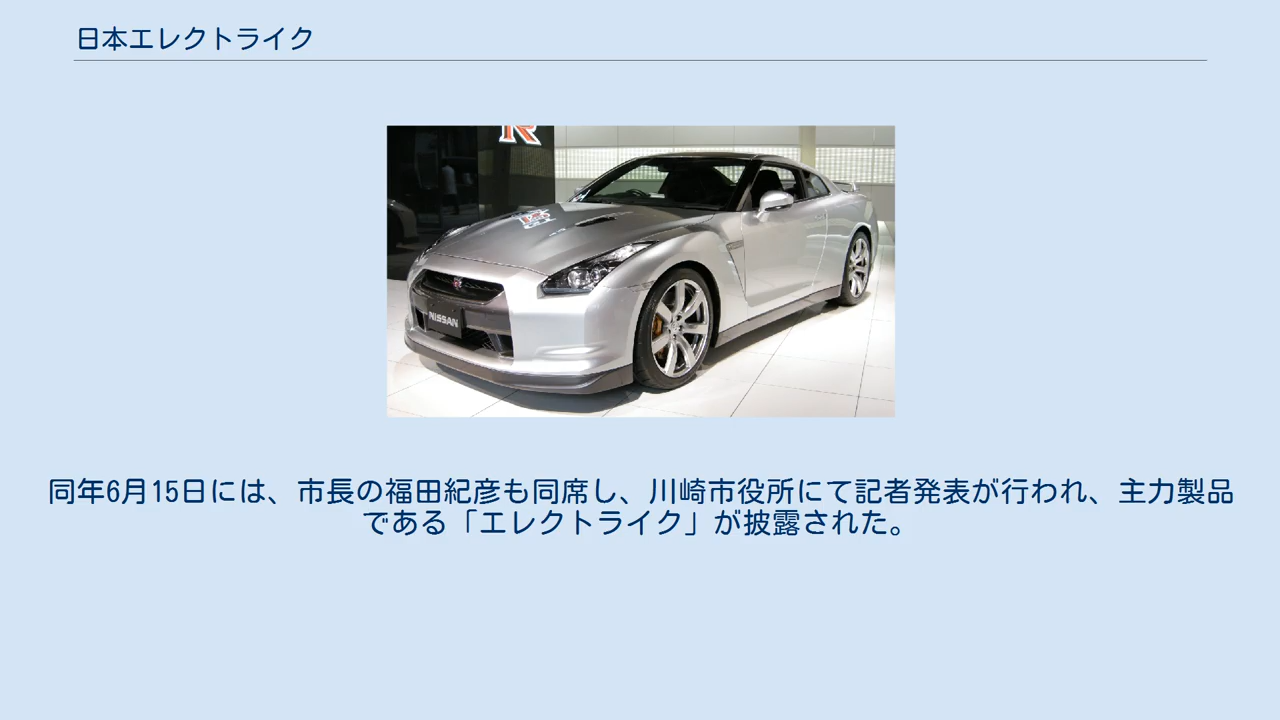 日本エレクトライク
R
NISSAN
同年6月15日には、市長の福田紀彦も同席し、川崎市役所にて記者発表が行われ、主力製品
である「エレクトライク」が披露された。